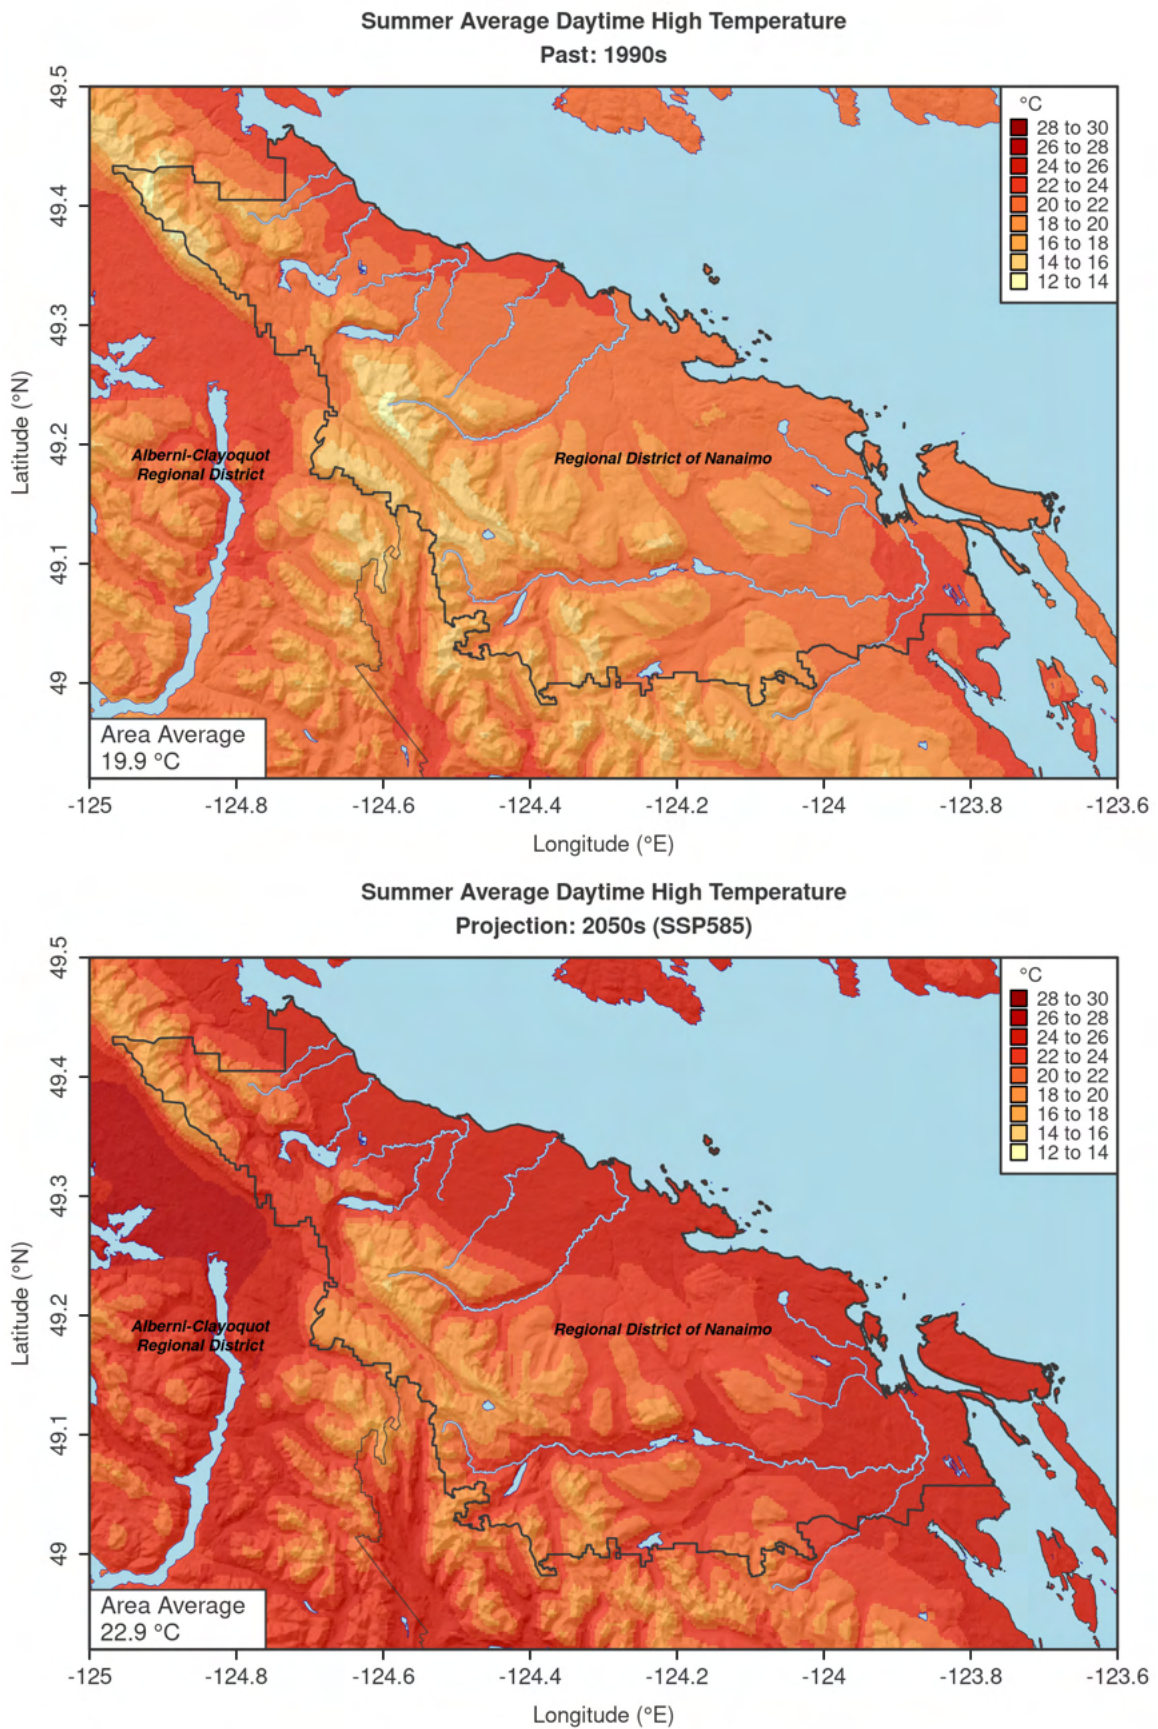 Summer Average Daytime High Temperature
Past: 1990s
°C
28 to 30
26 to 28
24 to 26
22 to 24
20 to 22
18 to 20
16 to 18
14 to 16
12 to 14
49.5
49.4
49.3
49.2
49.1
49
Latitude (°N)
Alberni-Clayoquot
Regional District
Regional District of Nanaimo
Area Average
19.9 °C
-125 -124.8 -124.6 -124.4 -124.2 -124 -123.8 -123.6
Longitude (°E)
Summer Average Daytime High Temperature
Projection: 2050s (SSP585)
°C
28 to 30
26 to 28
24 to 26
22 to 24
20 to 22
18 to 20
16 to 18
14 to 16
12 to 14
49.5
49.4
49.3
49.2
49.1
49
Latitude (°N)
Alberni-Clayoquot
Regional District
Regional District of Nanaimo
Area Average
22.9 °C
-125 -124.8 -124.6 -124.4 -124.2 -124 -123.8 -123.6
Longitude (°E)